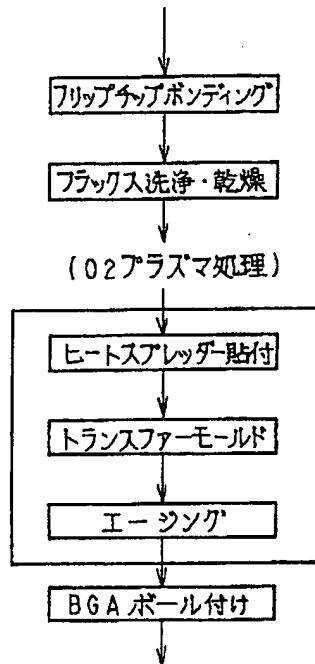 フリップチップボンディング
フラックス洗浄・乾燥
(O2プラズマ処理)
ヒートスプレッダー貼付
トランスファーモールド
エージング
BGAボール付け